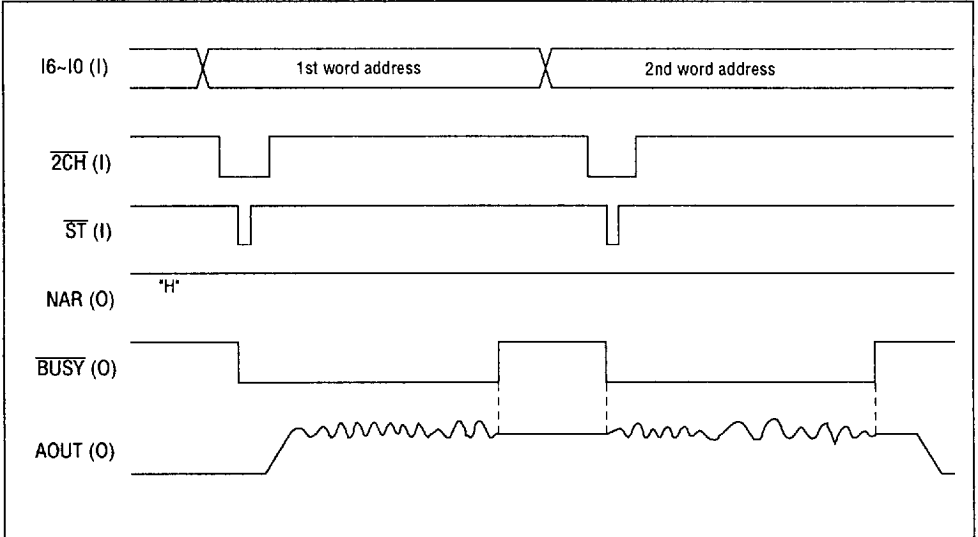 I6~I0 (I) 1st word address 2nd word address
2CH (I)
ST (I)
"H"
NAR (O)
BUSY (O)
AOUT (O)